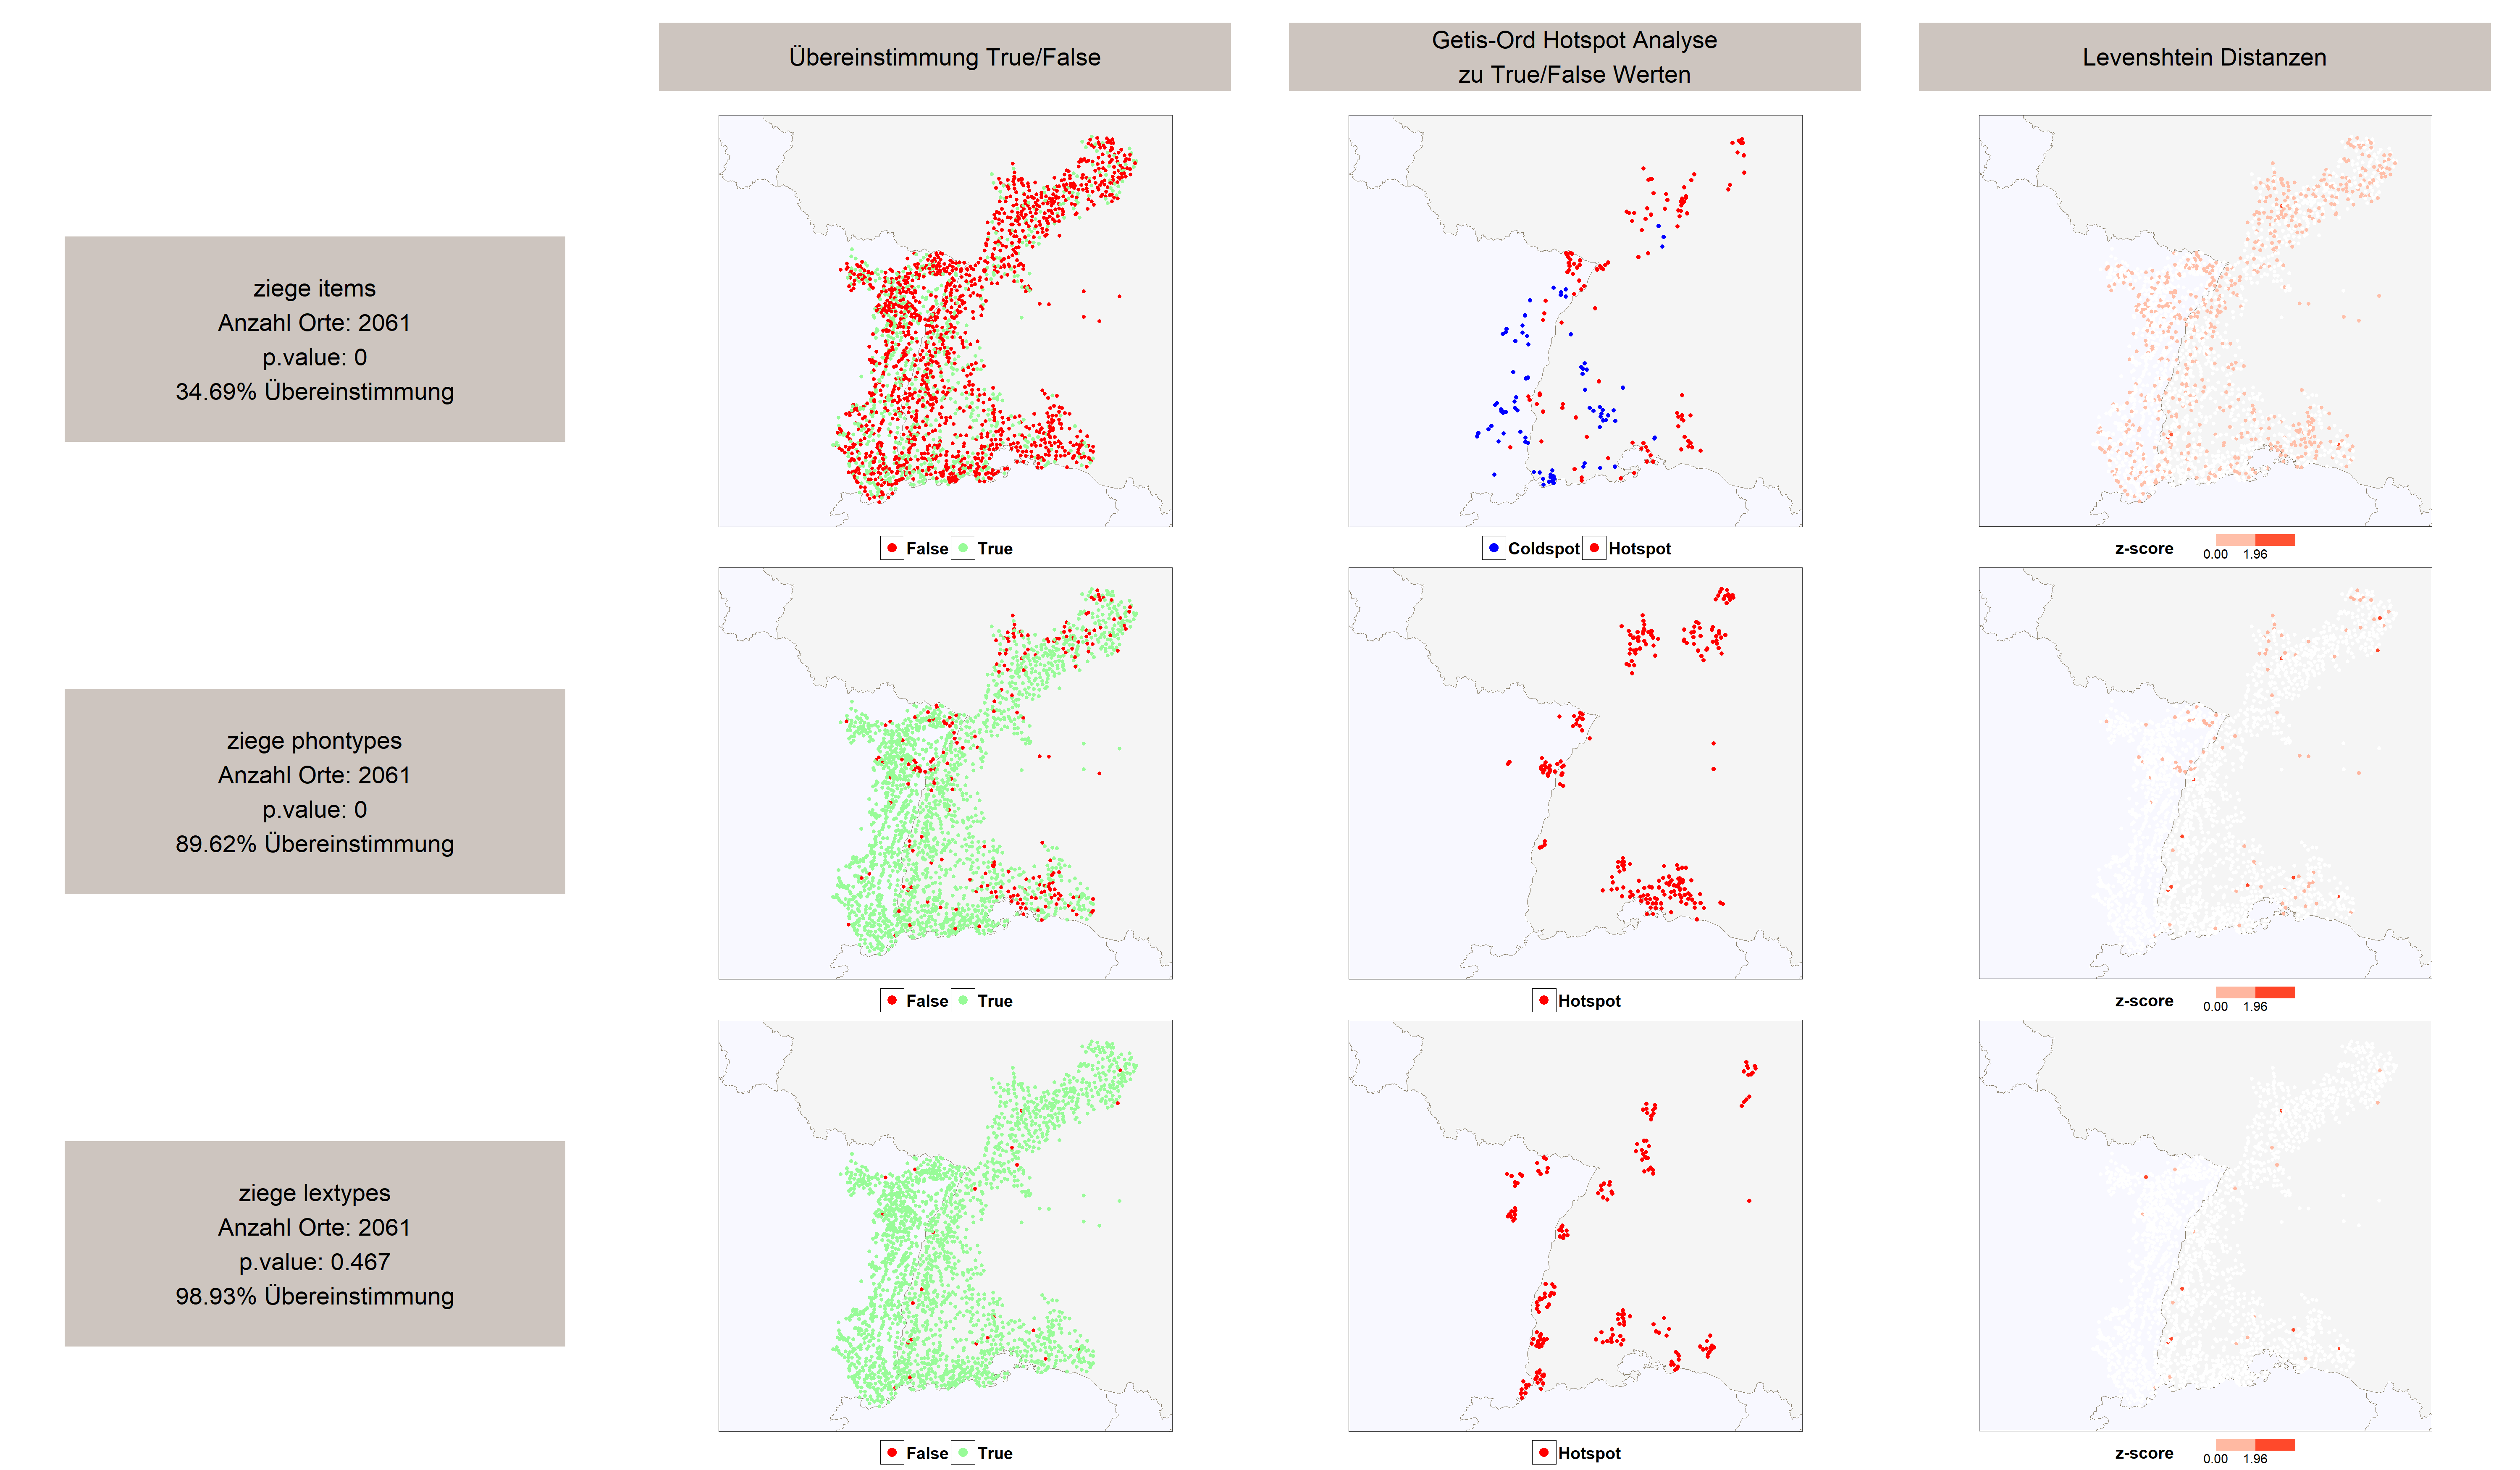 Übereinstimmung True/False
Getis-Ord Hotspot Analyse
zu True/False Werten
Levenshtein Distanzen
ziege items
Anzahl Orte: 2061
p.value: 0
34.69% Übereinstimmung
False True
Coldspot Hotspot
z-score
0.00 1.96
ziege phontypes
Anzahl Orte: 2061
p.value: 0
89.62% Übereinstimmung
False True
Hotspot
z-score
0.00 1.96
ziege lextypes
Anzahl Orte: 2061
p.value: 0.467
98.93% Übereinstimmung
False True
Hotspot
z-score
0.00 1.96